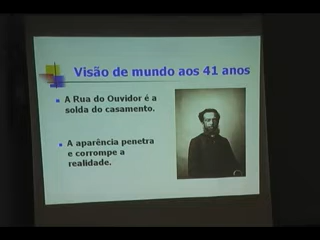 Visão de mundo aos 41 anos
A Rua do Ouvidor é a
solda do casamento.
A aparência penetra
e corrompe a
realidade.